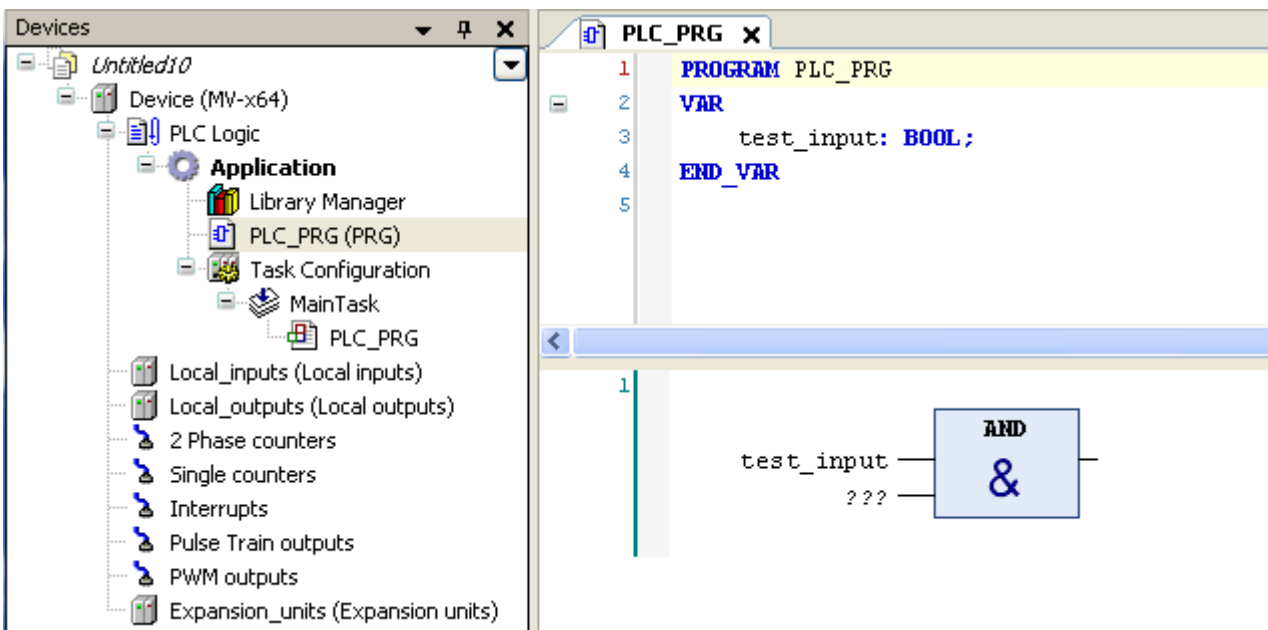 Devices
Untitled10
Device (MV-x64)
PLC Logic
Application
Library Manager
PLC_PRG (PRG)
Task Configuration
MainTask
PLC_PRG
Local_inputs (Local inputs)
Local_outputs (Local outputs)
2 Phase counters
Single counters
Interrupts
Pulse Train outputs
PWM outputs
Expansion_units (Expansion units)
PLC_PRG
1 PROGRAM PLC_PRG
2 VAR
3 test_input: BOOL;
4 END_VAR
5
1
AND
test_input
&
???